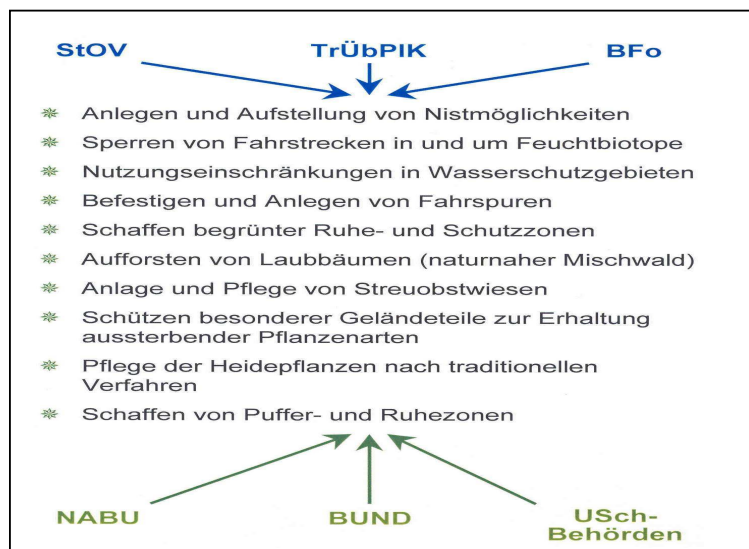 StOV TrÜbPlK BFo
Anlegen und Aufstellung von Nistmöglichkeiten
Sperren von Fahrstrecken in und um Feuchtbiotope
Nutzungseinschränkungen in Wasserschutzgebieten
Befestigen und Anlegen von Fahrspuren
Schaffen begrünter Ruhe- und Schutzzonen
Aufforsten von Laubbäumen (naturnaher Mischwald)
Anlage und Pflege von Streuobstwiesen
Schützen besonderer Geländeteile zur Erhaltung
aussterbender Pflanzenarten
Pflege der Heidepflanzen nach traditionellen
Verfahren
Schaffen von Puffer- und Ruhezonen
NABU BUND USch-
Behörden